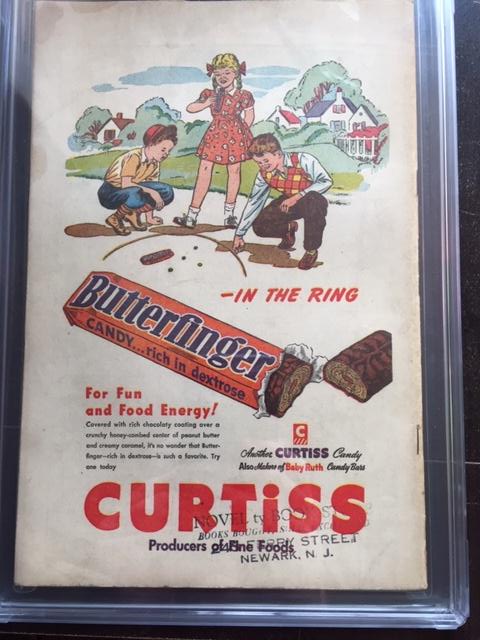 —IN THE RING
Butterfinger
CANDY...rich in dextrose
For Fun
and Food Energy!
Covered with rich chocolaty coating over a
crunchy honey-combed center of peanut butter
and creamy caramel, it's no wonder that Butter-
finger—rich in dextrose—is such a favorite. Try
one today
C
Another CURTISS Candy
Also Makers of Baby Ruth Candy Bars
CURTiSS
Producers of Fine Foods
NOVELTY
BOOKS
FERRY STREET
NEWARK, N. J.